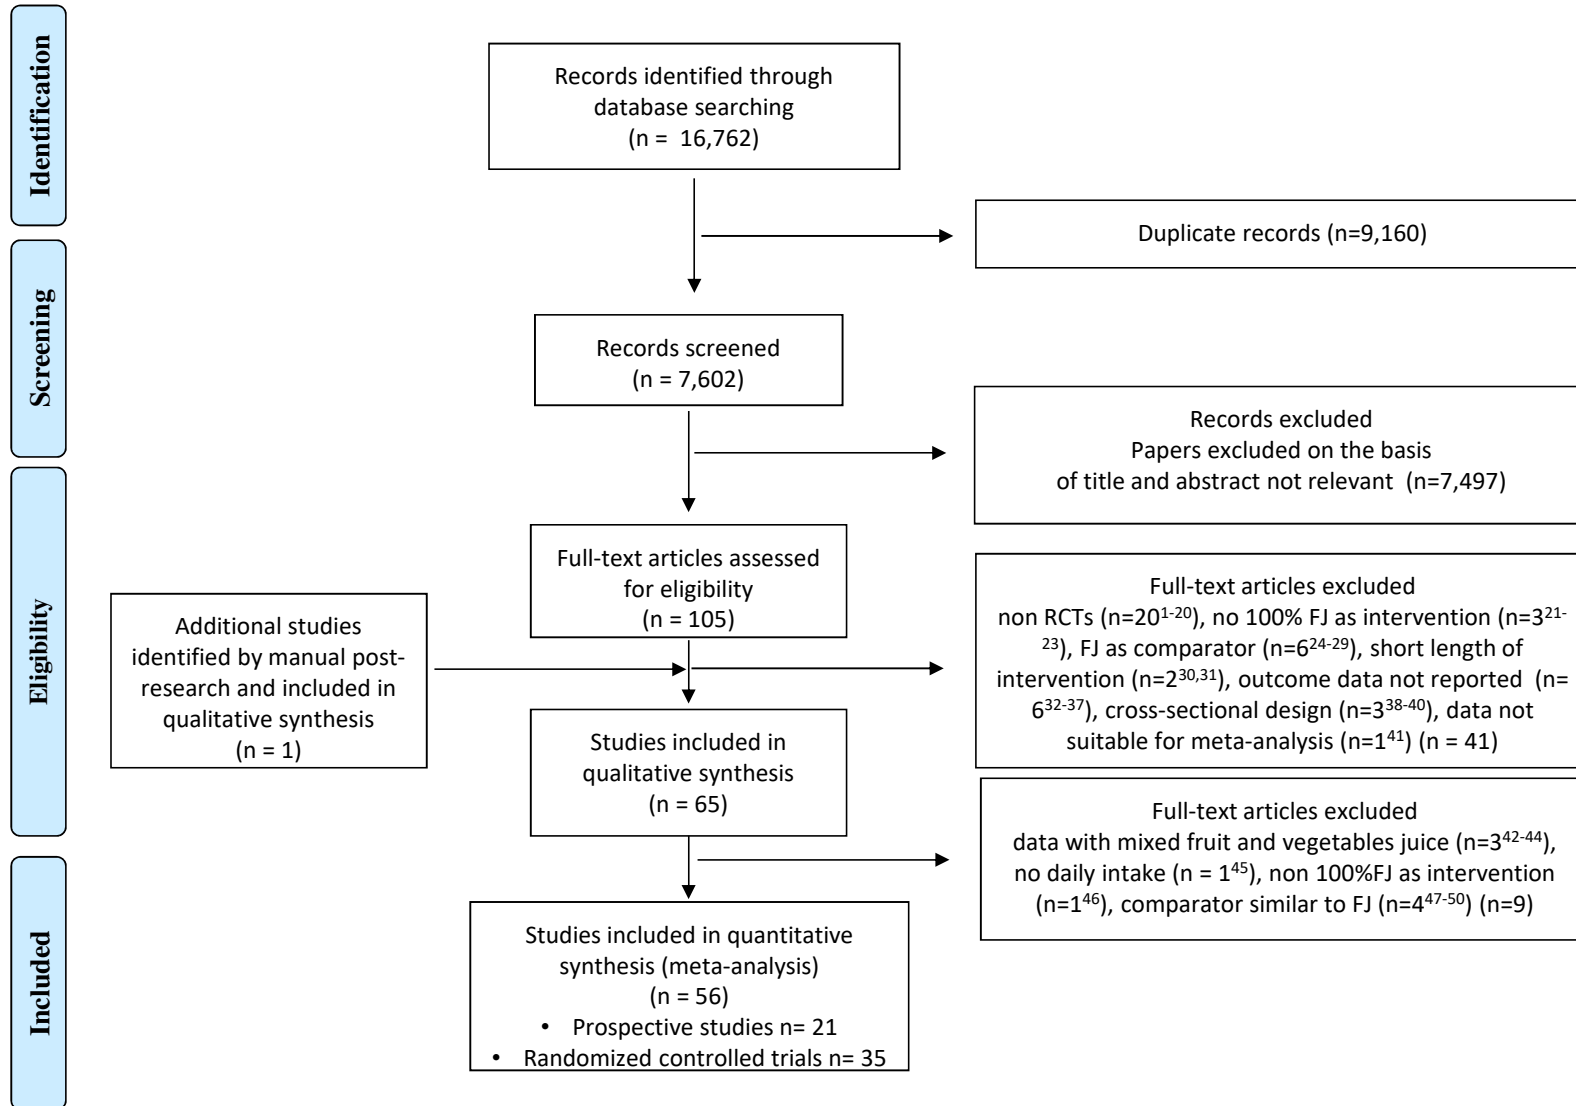 Identification
Records identified through
database searching
(n = 16,762)
Duplicate records (n=9,160)
Screening
Records screened
(n = 7,602)
Records excluded
Papers excluded on the basis
of title and abstract not relevant (n=7,497)
Eligibility
Full-text articles assessed
for eligibility
(n = 105)
Full-text articles excluded
non RCTs (n=20¹⁻²⁰), no 100% FJ as intervention (n=3²¹⁻
²³), FJ as comparator (n=6²⁴⁻²⁹), short length of
intervention (n=2³⁰,³¹), outcome data not reported (n=
6³²⁻³⁷), cross-sectional design (n=3³⁸⁻⁴⁰), data not
suitable for meta-analysis (n=1⁴¹) (n = 41)
Additional studies
identified by manual post-
research and included in
qualitative synthesis
(n = 1)
Studies included in
qualitative synthesis
(n = 65)
Full-text articles excluded
data with mixed fruit and vegetables juice (n=3⁴²⁻⁴⁴),
no daily intake (n = 1⁴⁵), non 100%FJ as intervention
(n=1⁴⁶), comparator similar to FJ (n=4⁴⁷⁻⁵⁰) (n=9)
Included
Studies included in quantitative
synthesis (meta-analysis)
(n = 56)
• Prospective studies n= 21
• Randomized controlled trials n= 35